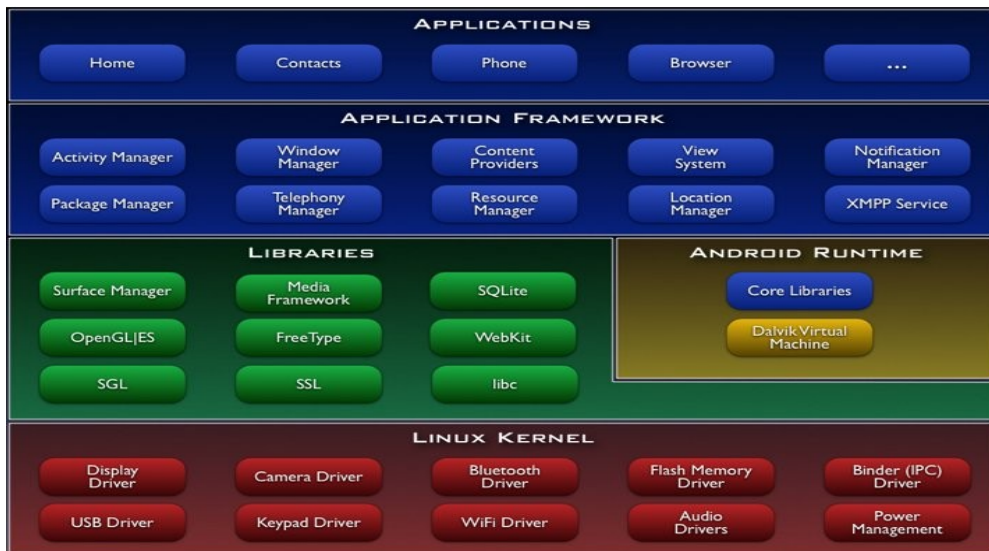 APPLICATIONS
Home
Contacts
Phone
Browser
...
APPLICATION FRAMEWORK
Activity Manager
Window
Manager
Content
Providers
View
System
Notification
Manager
Package Manager
Telephony
Manager
Resource
Manager
Location
Manager
XMPP Service
LIBRARIES
Surface Manager
Media
Framework
SQLite
OpenGL|ES
FreeType
WebKit
SGL
SSL
libc
ANDROID RUNTIME
Core Libraries
Dalvik Virtual
Machine
LINUX KERNEL
Display
Driver
Camera Driver
Bluetooth
Driver
Flash Memory
Driver
Binder (IPC)
Driver
USB Driver
Keypad Driver
WiFi Driver
Audio
Drivers
Power
Management